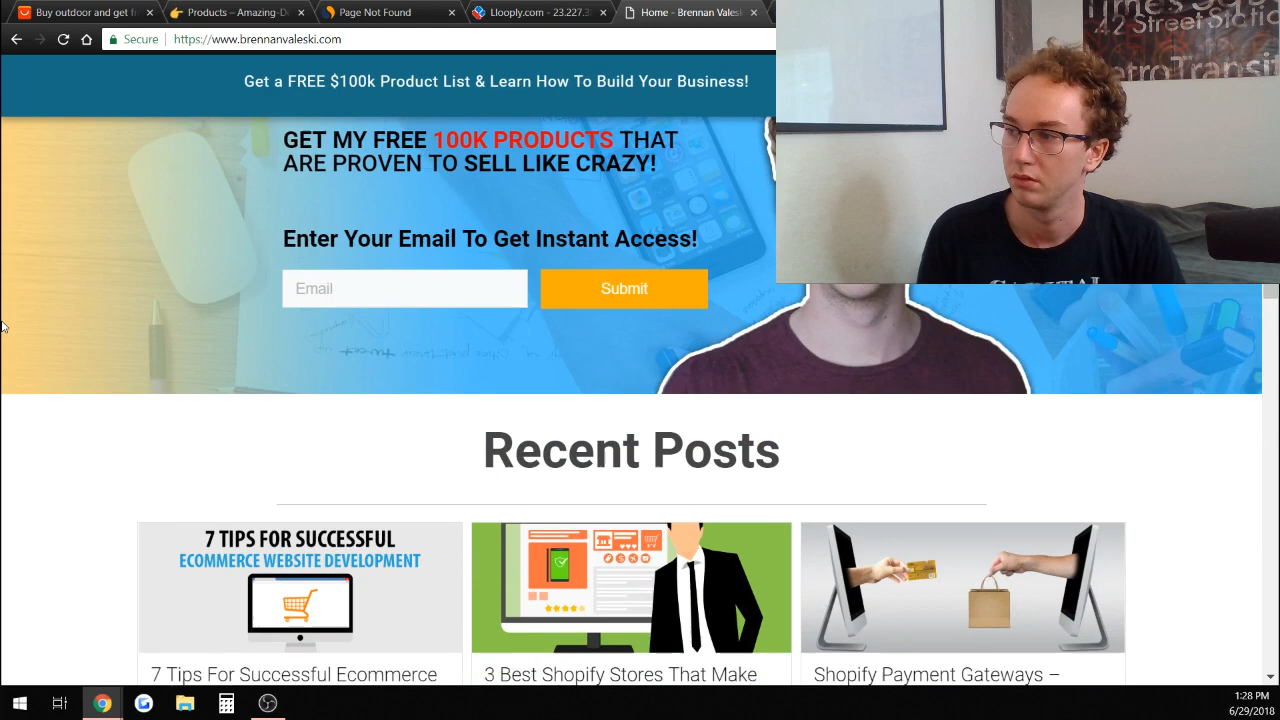 Buy outdoor and get f
Products – Amazing-D
Page Not Found
Llooply.com - 23.227.3
Home - Brennan Valesk
Secure
https://www.brennanvaleski.com
Get a FREE $100k Product List & Learn How To Build Your Business!
GET MY FREE 100K PRODUCTS THAT
ARE PROVEN TO SELL LIKE CRAZY!
Enter Your Email To Get Instant Access!
Email
Submit
42 Street Stati
etroTransit
Recent Posts
7 TIPS FOR SUCCESSFUL
ECOMMERCE WEBSITE DEVELOPMENT
7 Tips For Successful Ecommerce
3 Best Shopify Stores That Make
Shopify Payment Gateways –
1:28 PM
6/29/2018